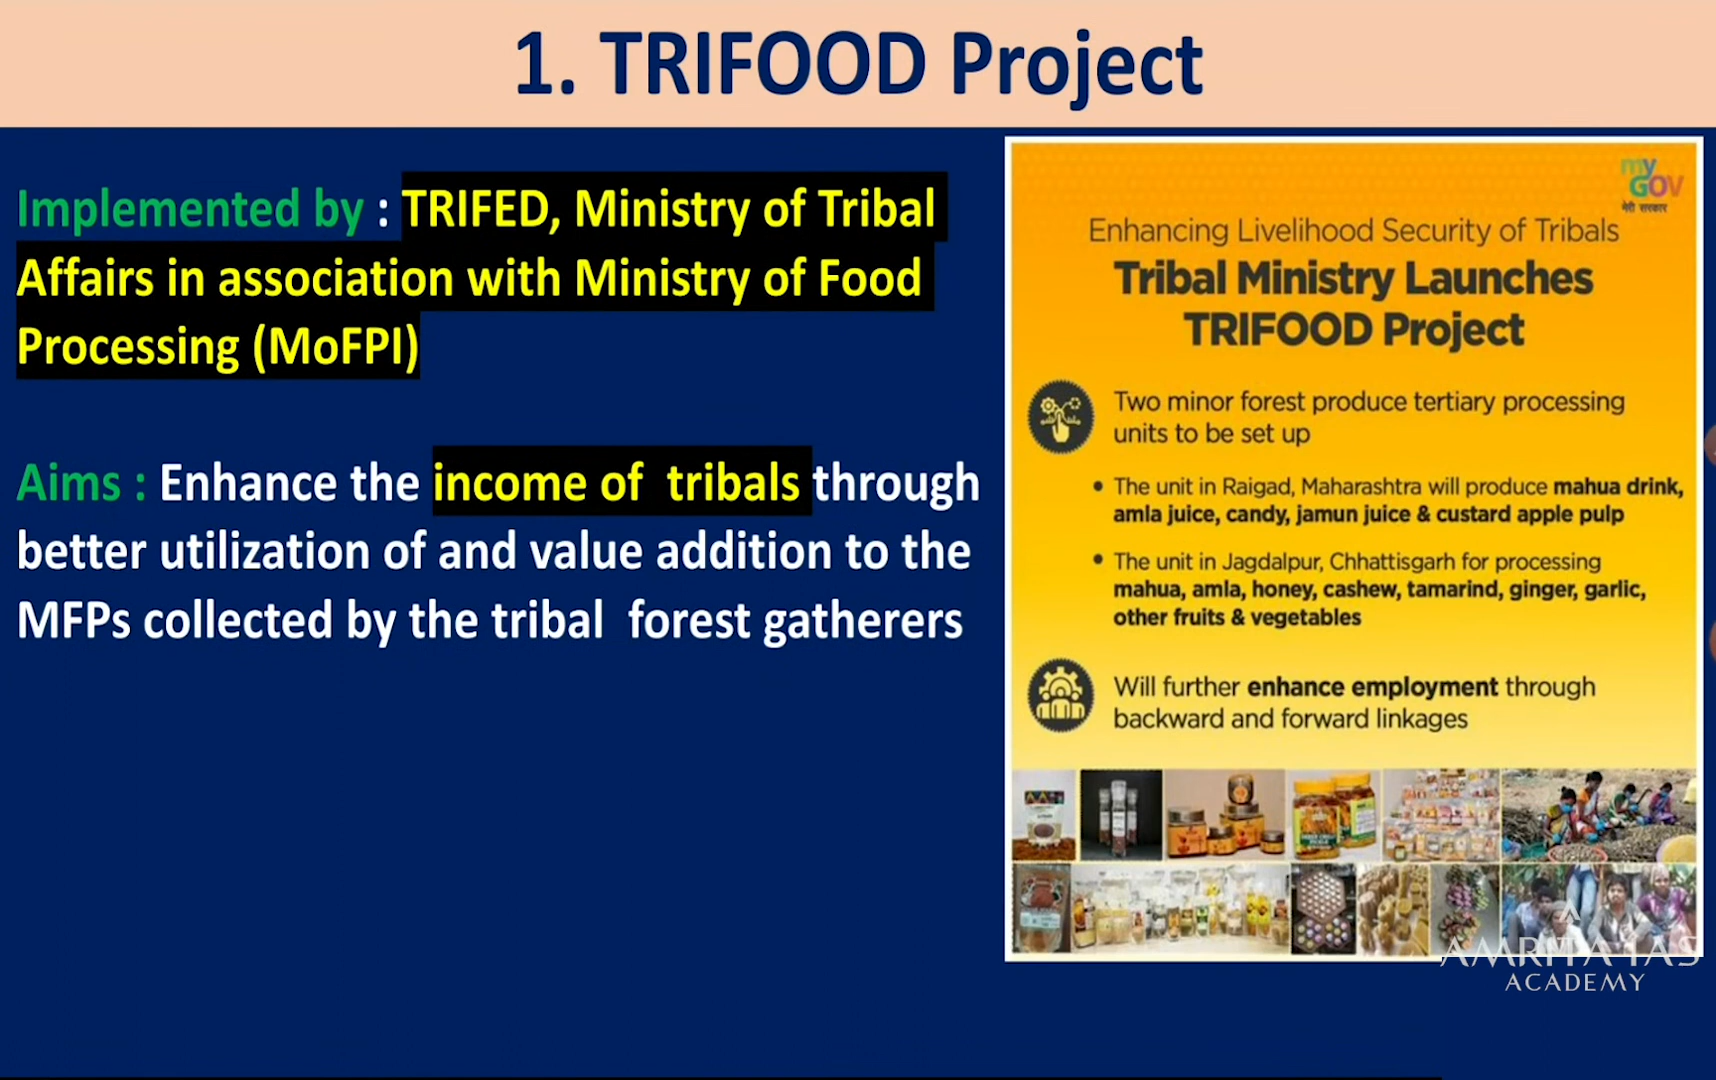 1. TRIFOOD Project
Implemented by : TRIFED, Ministry of Tribal
Affairs in association with Ministry of Food
Processing (MoFPI)
Aims : Enhance the income of tribals through
better utilization of and value addition to the
MFPs collected by the tribal forest gatherers
my
GOV
मेरी सरकार
Enhancing Livelihood Security of Tribals
Tribal Ministry Launches
TRIFOOD Project
Two minor forest produce tertiary processing
units to be set up
• The unit in Raigad, Maharashtra will produce mahua drink,
amla juice, candy, jamun juice & custard apple pulp
• The unit in Jagdalpur, Chhattisgarh for processing
mahua, amla, honey, cashew, tamarind, ginger, garlic,
other fruits & vegetables
Will further enhance employment through
backward and forward linkages
AMRITA IAS
ACADEMY